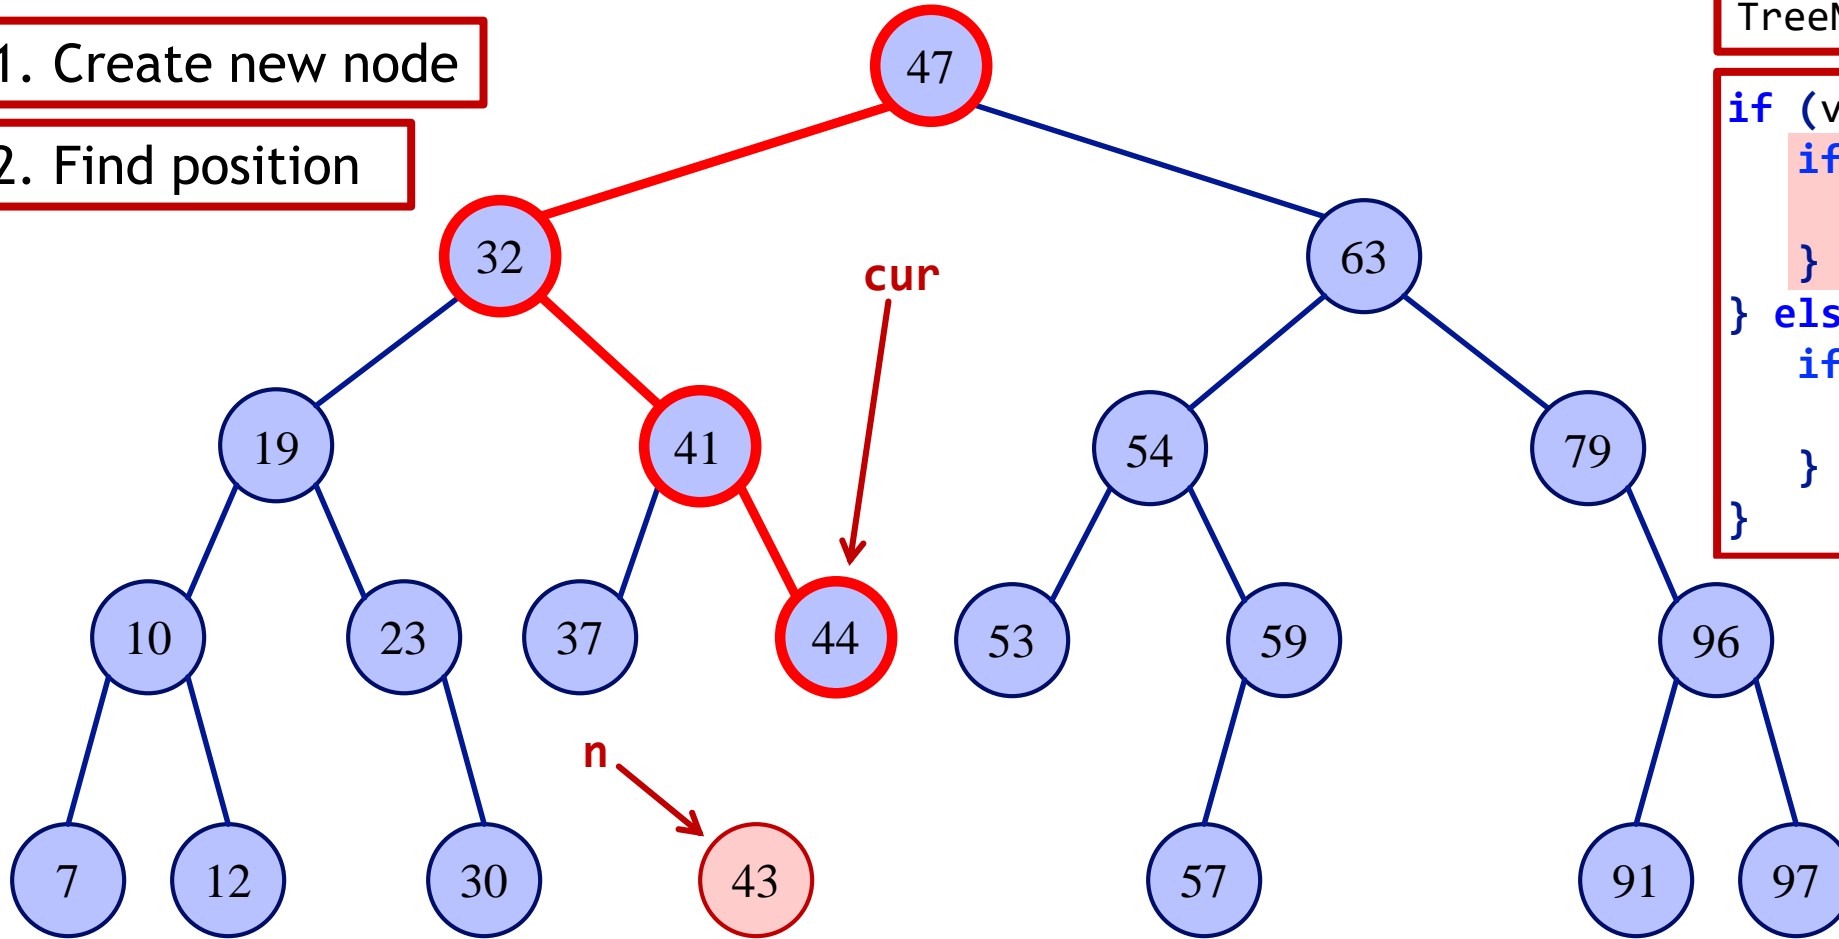 1. Create new node
2. Find position
47
32
63
cur
19
41
54
79
10
23
37
44
53
59
96
n
7
12
30
43
57
91
97
TreeN
if (v
if
}
} els
if
}
}